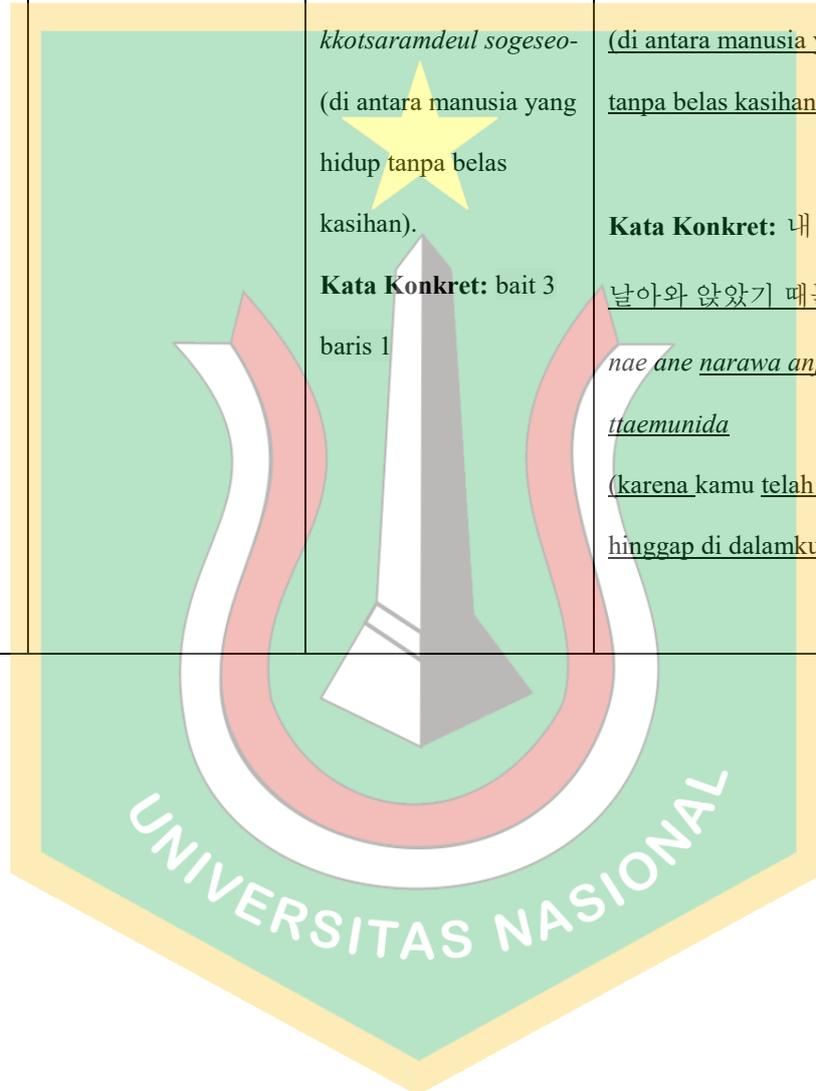 kkotsaramdeul sogeseo-
(di antara manusia yang
hidup tanpa belas
kasihan).
Kata Konkret: bait 3
baris 1
(di antara manusia
tanpa belas kasihan
Kata Konkret: 내
날아와 앉았기
nae ane narawa
ttaemunida
(karena kamu telah
hinggap di dalamku
UNIVERSITAS NASIONAL